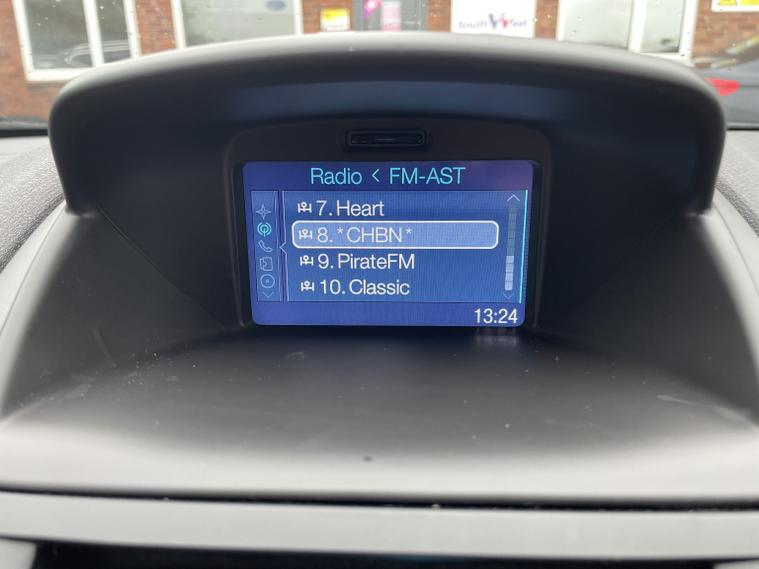 Radio < FM-AST
7. Heart
8. *CHBN*
9. PirateFM
10. Classic
13:24